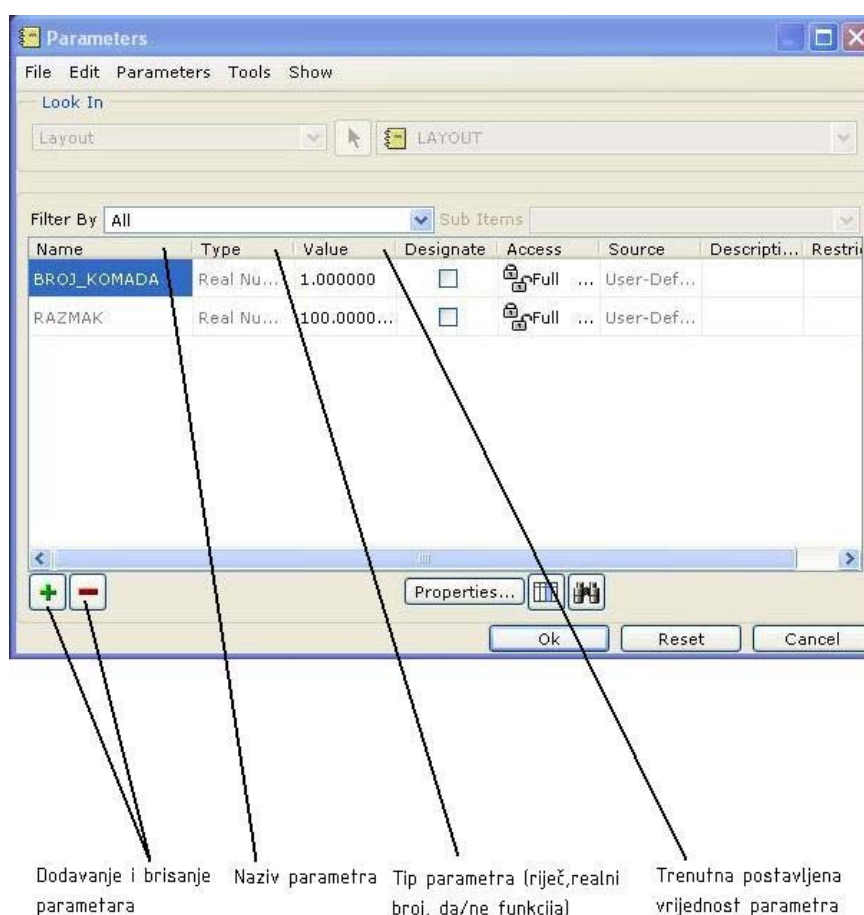 Parameters
File Edit Parameters Tools Show
Look In
Layout LAYOUT
Filter By All Sub Items
Name Type Value Designate Access Source Descripti... Restri
BROJ_KOMADA Real Nu... 1.000000 Full ... User-Def...
RAZMAK Real Nu... 100.0000... Full ... User-Def...
Properties...
Ok Reset Cancel
Dodavanje i brisanje parametara
Naziv parametra
Tip parametra (riječ,realni broj, da/ne funkcija)
Trenutna postavljena vrijednost parametra